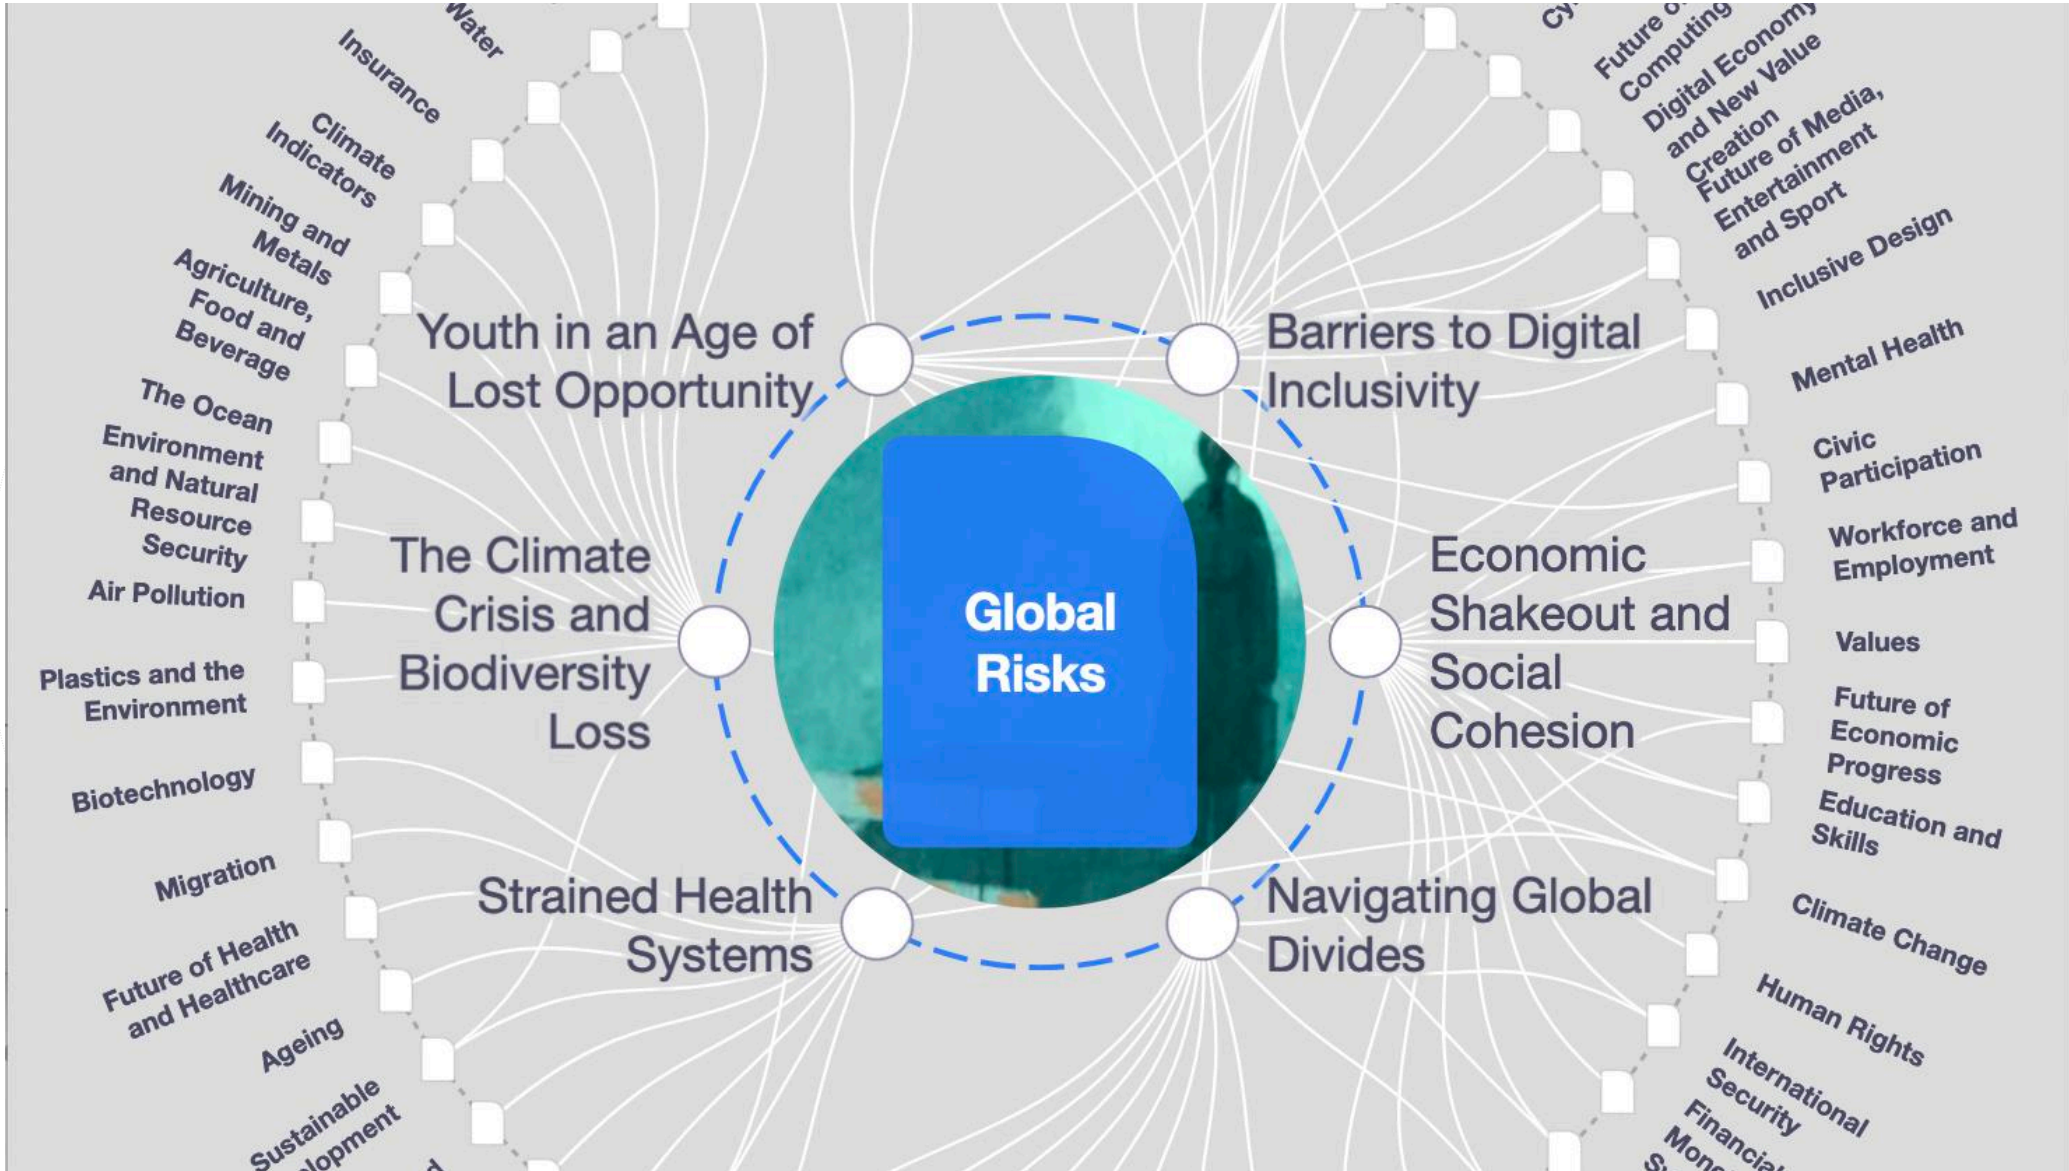 Global
Risks
Youth in an Age of
Lost Opportunity
Barriers to Digital
Inclusivity
The Climate
Crisis and
Biodiversity
Loss
Economic
Shakeout and
Social
Cohesion
Strained Health
Systems
Navigating Global
Divides
Water
Insurance
Climate
Indicators
Mining and
Metals
Agriculture,
Food and
Beverage
The Ocean
Environment
and Natural
Resource
Security
Air Pollution
Plastics and the
Environment
Biotechnology
Migration
Future of Health
and Healthcare
Ageing
Sustainable
Future
Computing
Digital Economy
and New Value
Creation
Future of Media,
Entertainment
and Sport
Inclusive Design
Mental Health
Civic
Participation
Workforce and
Employment
Values
Future of
Economic
Progress
Education and
Skills
Climate Change
Human Rights
International
Security
Financial